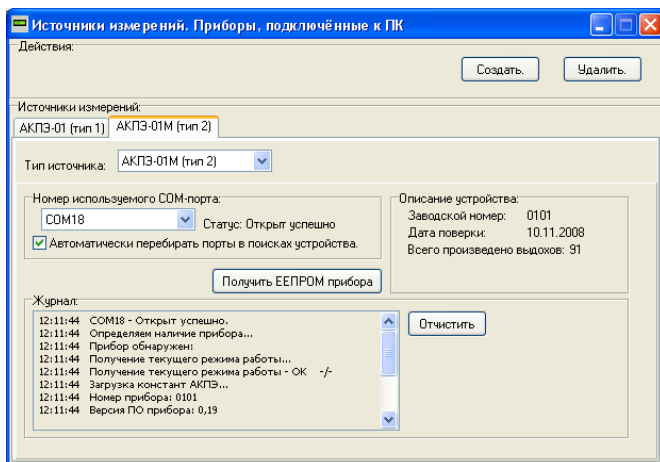 Источники измерений. Приборы, подключённые к ПК
Действия:
Создать.
Удалить.
Источники измерений:
АКПЭ-01 (тип 1)
АКПЭ-01М (тип 2)
Тип источника:
АКПЭ-01М (тип 2)
Номер используемого COM-порта:
COM18
Статус: Открыт успешно
Автоматически перебирать порты в поисках устройства.
Описание устройства:
Заводской номер: 0101
Дата поверки: 10.11.2008
Всего произведено выдохов: 91
Получить ЕЕПРОМ прибора
Журнал:
12:11:44 COM18 - Открыт успешно.
12:11:44 Определяем наличие прибора...
12:11:44 Прибор обнаружен:
12:11:44 Получение текущего режима работы...
12:11:44 Получение текущего режима работы - ОК -/-
12:11:44 Загрузка констант АКПЭ...
12:11:44 Номер прибора: 0101
12:11:44 Версия ПО прибора: 0,19
Отчистить